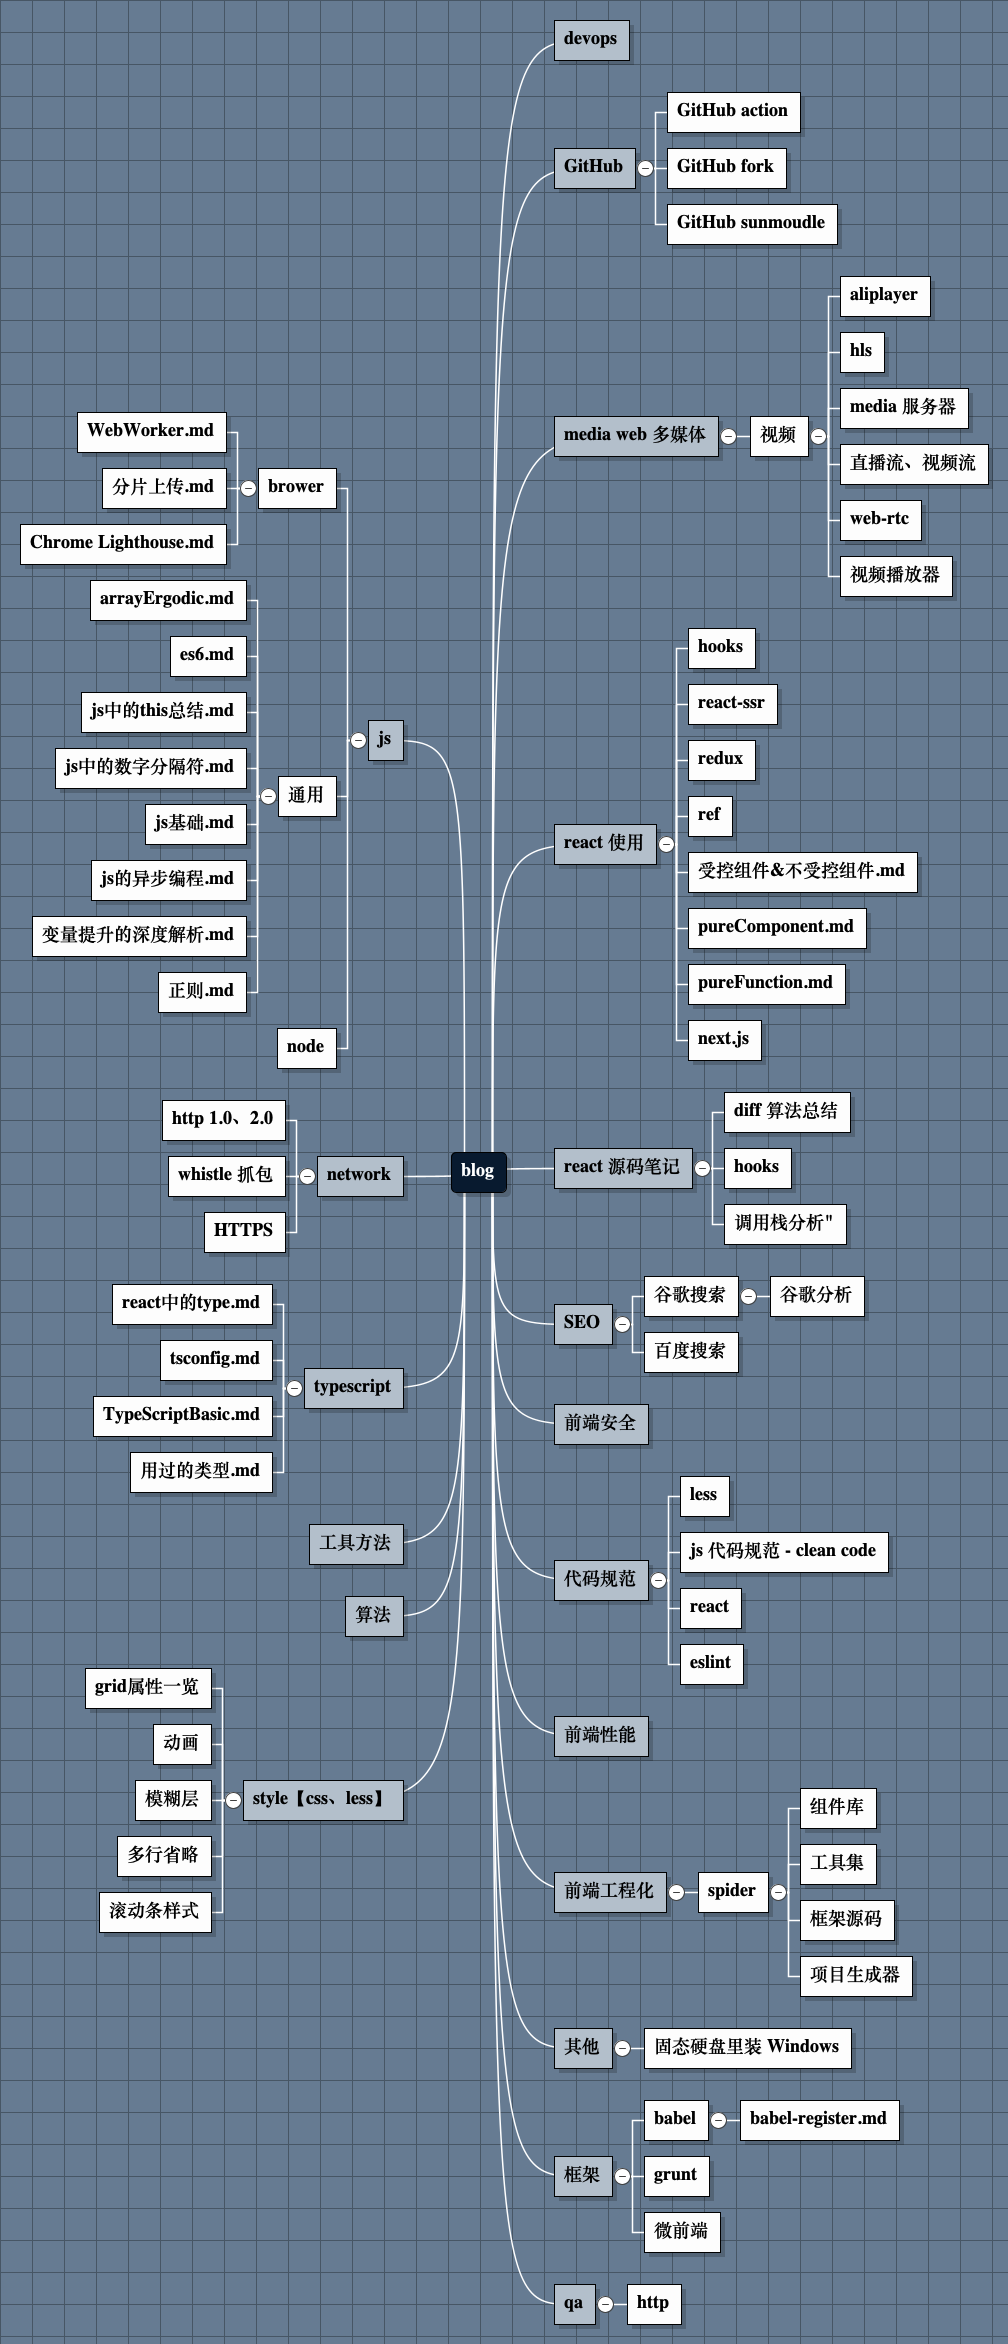 blog
devops
GitHub
GitHub action
GitHub fork
GitHub sunmoudle
media web 多媒体
视频
aliplayer
hls
media 服务器
直播流、视频流
web-rtc
视频播放器
react 使用
hooks
react-ssr
redux
ref
受控组件&不受控组件.md
pureComponent.md
pureFunction.md
next.js
react 源码笔记
diff 算法总结
hooks
调用栈分析"
SEO
谷歌搜索
谷歌分析
百度搜索
前端安全
代码规范
less
js 代码规范 - clean code
react
eslint
前端性能
前端工程化
spider
组件库
工具集
框架源码
项目生成器
其他
固态硬盘里装 Windows
框架
babel
babel-register.md
grunt
微前端
qa
http
js
brower
WebWorker.md
分片上传.md
Chrome Lighthouse.md
通用
arrayErgodic.md
es6.md
js中的this总结.md
js中的数字分隔符.md
js基础.md
js的异步编程.md
变量提升的深度解析.md
正则.md
node
network
http 1.0、2.0
whistle 抓包
HTTPS
typescript
react中的type.md
tsconfig.md
TypeScriptBasic.md
用过的类型.md
工具方法
算法
style【css、less】
grid属性一览
动画
模糊层
多行省略
滚动条样式